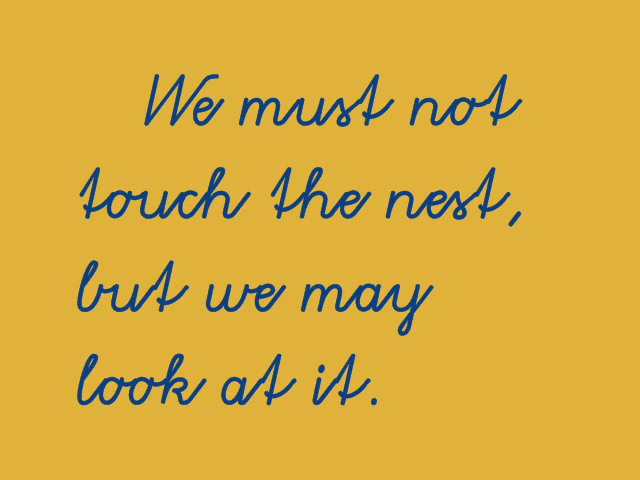 We must not
touch the nest,
but we may
look at it.